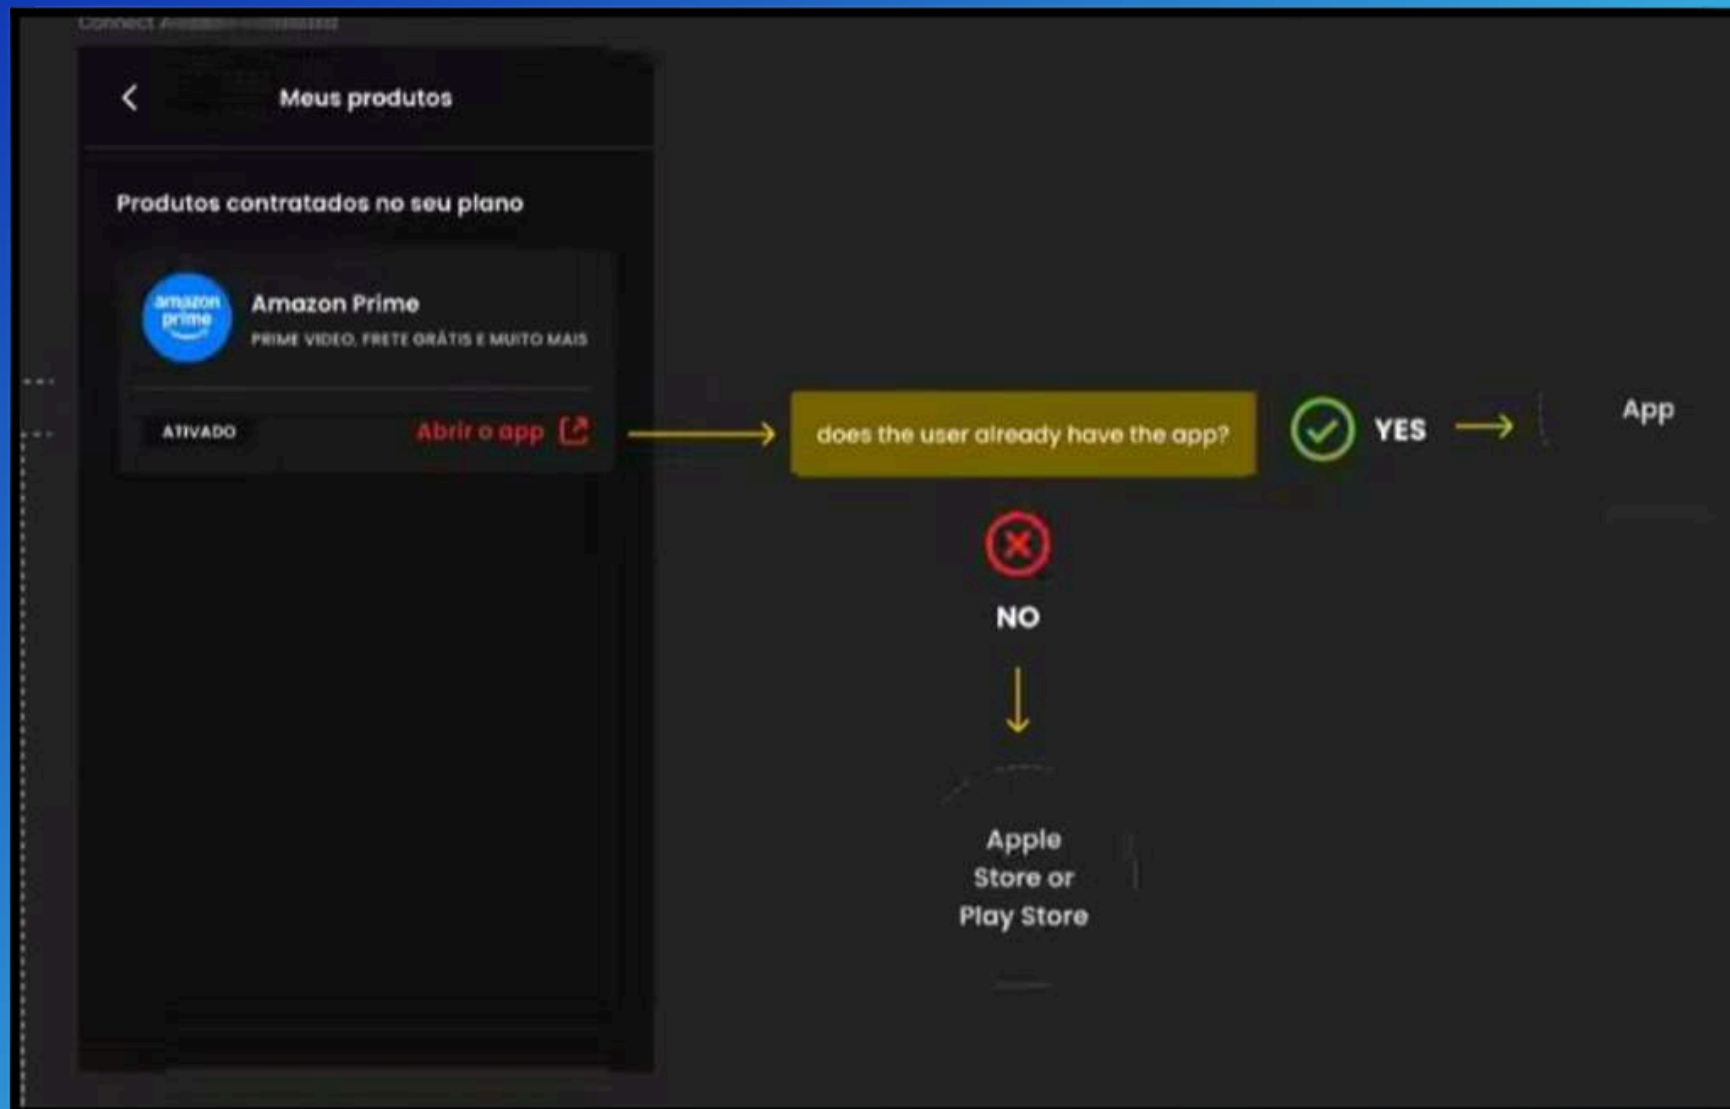 Connect
Meus produtos
Produtos contratados no seu plano
amazon
prime
Amazon Prime
PRIME VIDEO, FRETE GRÁTIS E MUITO MAIS
ATIVADO
Abrir o app
does the user already have the app?
YES
App
NO
Apple
Store or
Play Store